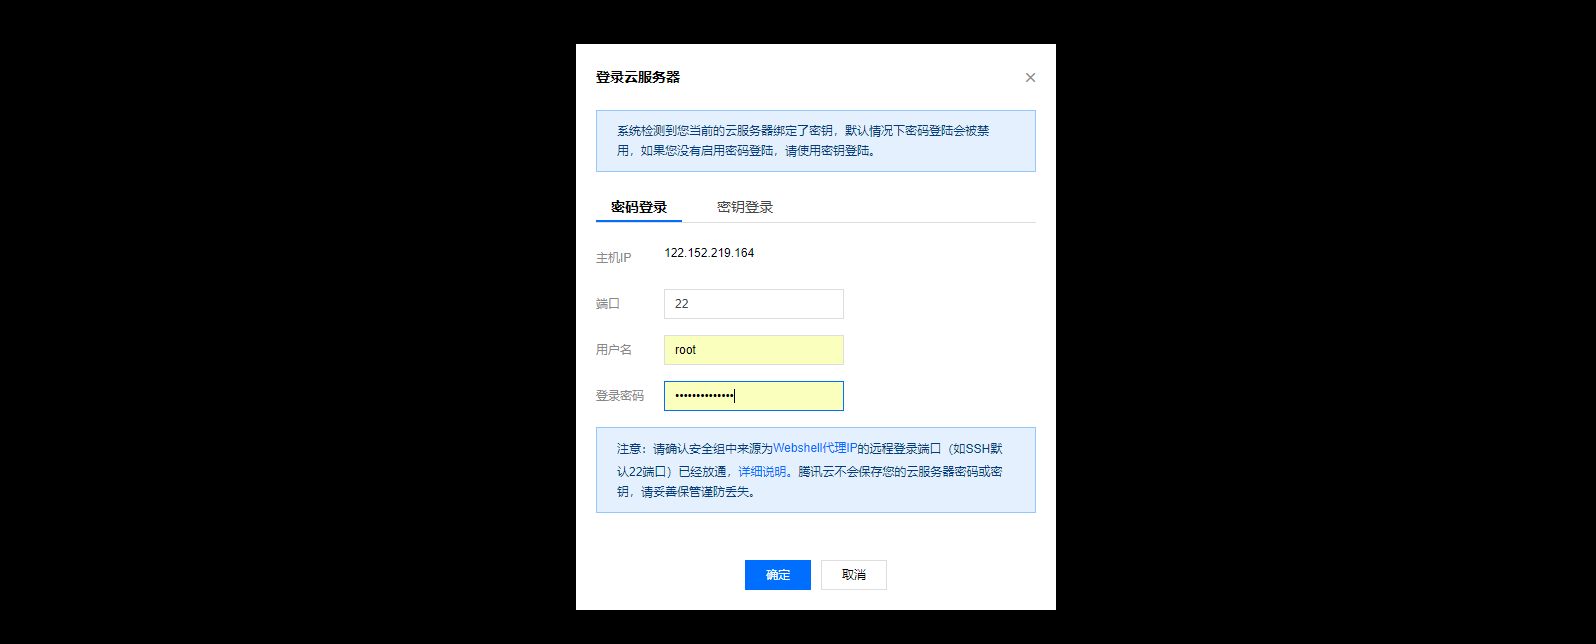 登录云服务器
系统检测到您当前的云服务器绑定了密钥，默认情况下密码登陆会被禁
用，如果您没有启用密码登陆，请使用密钥登陆。
密码登录 密钥登录
主机IP 122.152.219.164
端口 22
用户名 root
登录密码 ••••••••••••••
注意：请确认安全组中来源为Webshell代理IP的远程登录端口（如SSH默
认22端口）已经放通，详细说明。腾讯云不会保存您的云服务器密码或密
钥，请妥善保管谨防丢失。
确定 取消